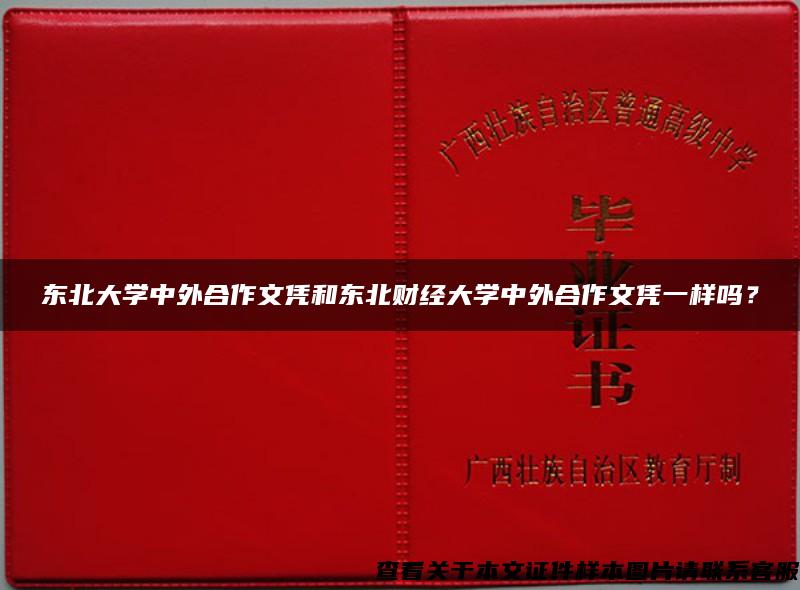 广西壮族自治区普通高级中学
毕业证书
东北大学中外合作文凭和东北财经大学中外合作文凭一样吗？
广西壮族自治区教育厅制
查看关于本文证件样本图片请联系客服